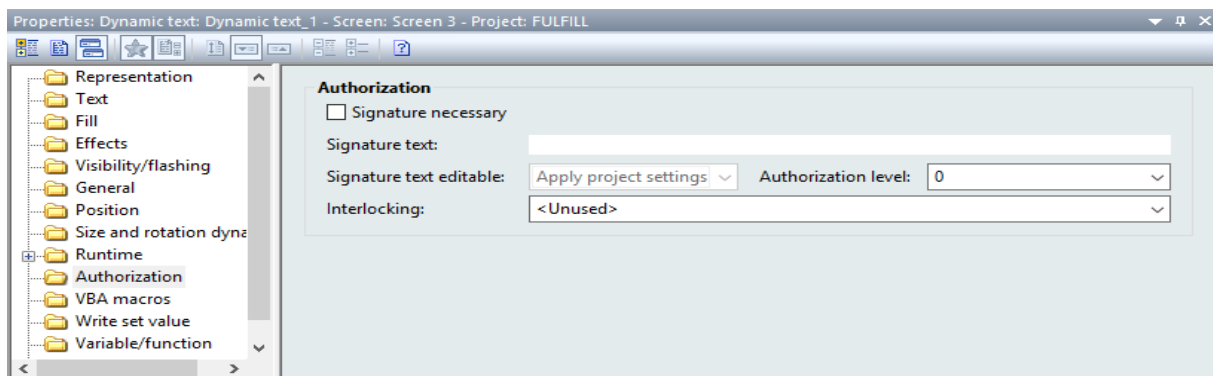 Properties: Dynamic text: Dynamic text_1 - Screen: Screen 3 - Project: FULFILL
Representation
Text
Fill
Effects
Visibility/flashing
General
Position
Size and rotation dyna
Runtime
Authorization
VBA macros
Write set value
Variable/function
Authorization
Signature necessary
Signature text:
Signature text editable: Apply project settings Authorization level: 0
Interlocking: <Unused>